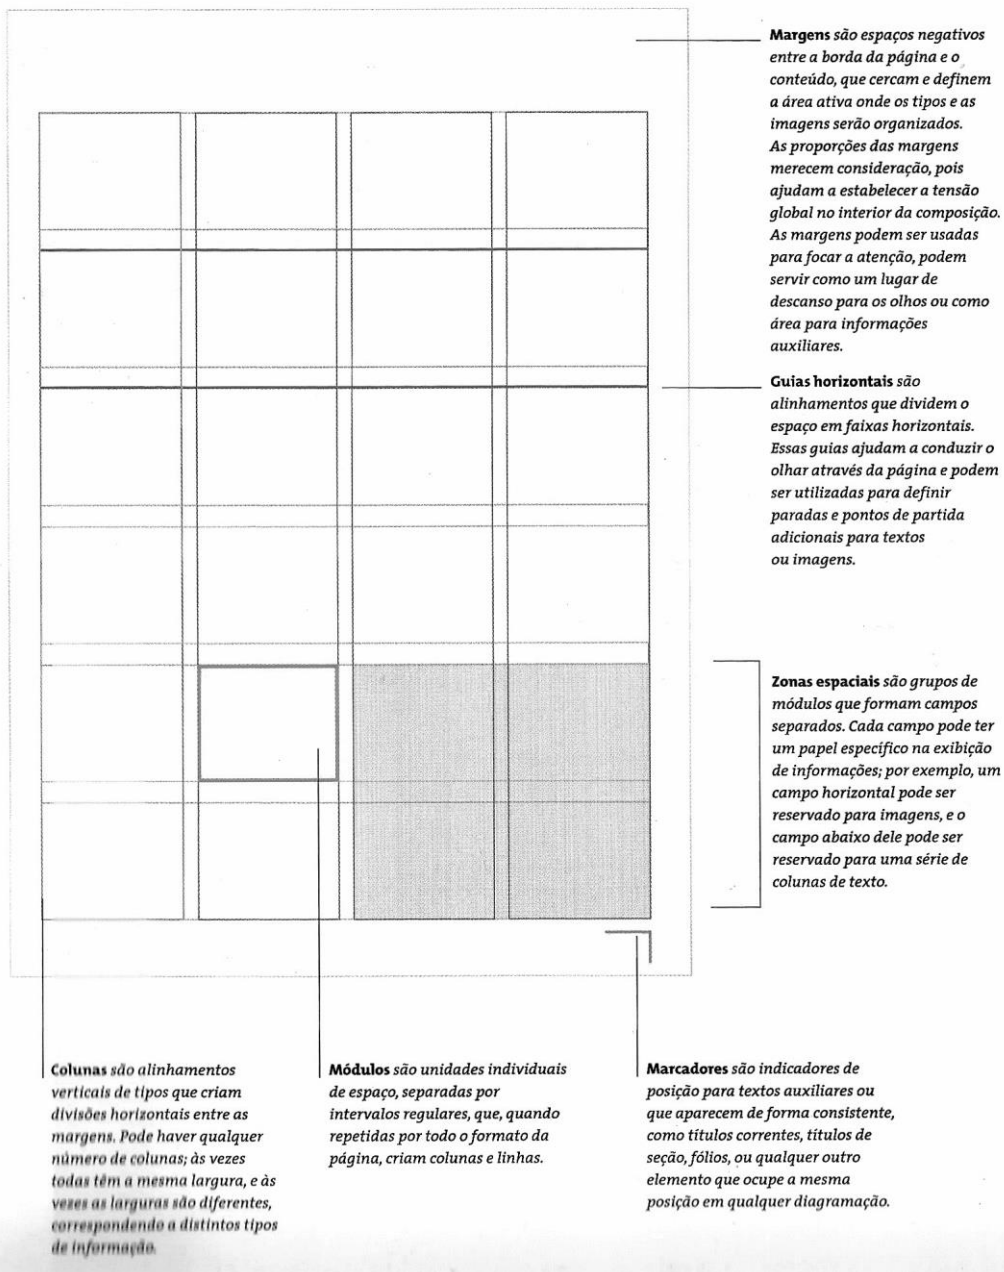 Margens são espaços negativos
entre a borda da página e o
conteúdo, que cercam e definem
a área ativa onde os tipos e as
imagens serão organizados.
As proporções das margens
merecem consideração, pois
ajudam a estabelecer a tensão
global no interior da composição.
As margens podem ser usadas
para focar a atenção, podem
servir como um lugar de
descanso para os olhos ou como
área para informações
auxiliares.
Guias horizontais são
alinhamentos que dividem o
espaço em faixas horizontais.
Essas guias ajudam a conduzir o
olhar através da página e podem
ser utilizadas para definir
paradas e pontos de partida
adicionais para textos
ou imagens.
Zonas espaciais são grupos de
módulos que formam campos
separados. Cada campo pode ter
um papel específico na exibição
de informações; por exemplo, um
campo horizontal pode ser
reservado para imagens, e o
campo abaixo dele pode ser
reservado para uma série de
colunas de texto.
Colunas são alinhamentos
verticais de tipos que criam
divisões horizontais entre as
margens. Pode haver qualquer
número de colunas; às vezes
todas têm a mesma largura, e às
vezes as larguras são diferentes,
correspondendo a distintos tipos
de informação.
Módulos são unidades individuais
de espaço, separadas por
intervalos regulares, que, quando
repetidas por todo o formato da
página, criam colunas e linhas.
Marcadores são indicadores de
posição para textos auxiliares ou
que aparecem de forma consistente,
como títulos correntes, títulos de
seção, fólios, ou qualquer outro
elemento que ocupe a mesma
posição em qualquer diagramação.